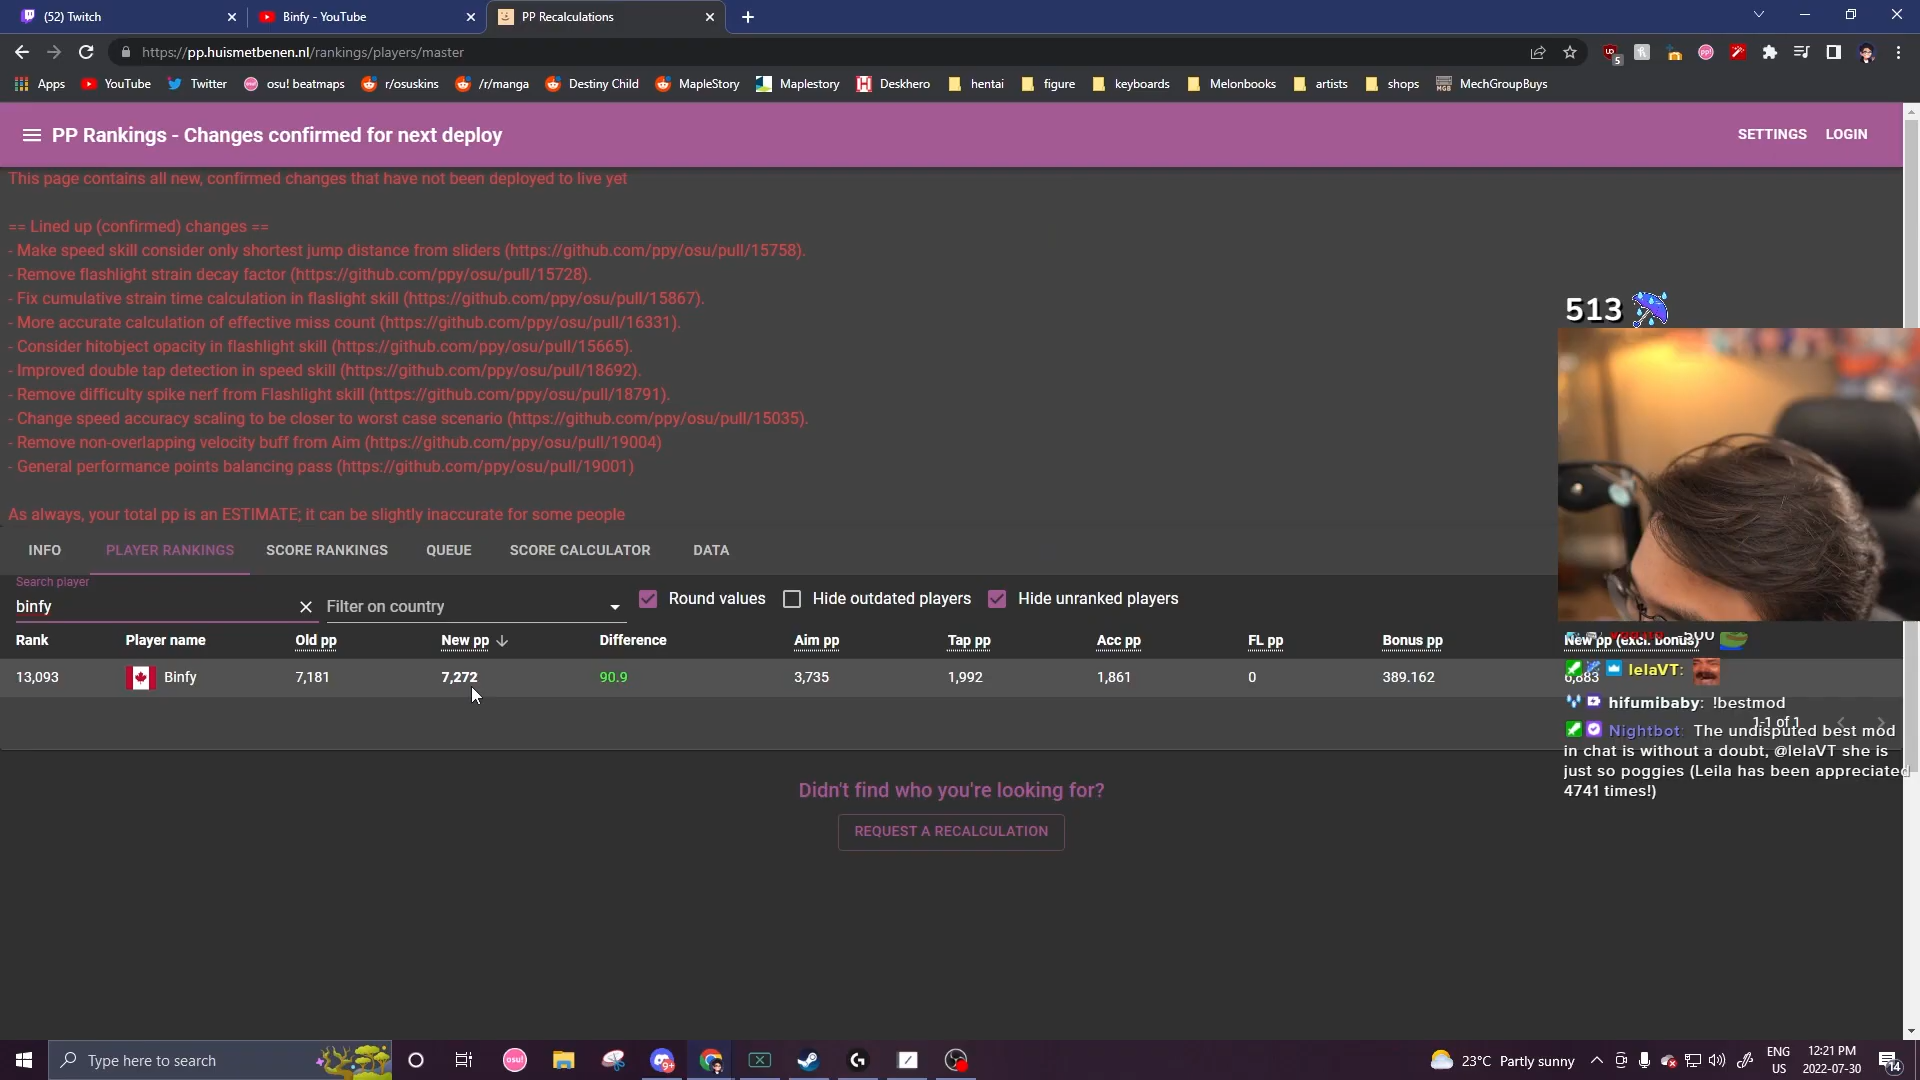 (52) Twitch
Binfy - YouTube
PP Recalculations
https://pp.huismetbenen.nl/rankings/players/master
5
Apps
YouTube
Twitter
osu! beatmaps
r/osuskins
/r/manga
Destiny Child
MapleStory
Maplestory
Deskhero
hentai
figure
keyboards
Melonbooks
artists
shops
MechGroupBuys
PP Rankings - Changes confirmed for next deploy
SETTINGS
LOGIN
This page contains all new, confirmed changes that have not been deployed to live yet
== Lined up (confirmed) changes ==
- Make speed skill consider only shortest jump distance from sliders (https://github.com/ppy/osu/pull/15758).
- Remove flashlight strain decay factor (https://github.com/ppy/osu/pull/15728).
- Fix cumulative strain time calculation in flaslight skill (https://github.com/ppy/osu/pull/15867).
- More accurate calculation of effective miss count (https://github.com/ppy/osu/pull/16331).
- Consider hitobject opacity in flashlight skill (https://github.com/ppy/osu/pull/15665).
- Improved double tap detection in speed skill (https://github.com/ppy/osu/pull/18692).
- Remove difficulty spike nerf from Flashlight skill (https://github.com/ppy/osu/pull/18791).
- Change speed accuracy scaling to be closer to worst case scenario (https://github.com/ppy/osu/pull/15035).
- Remove non-overlapping velocity buff from Aim (https://github.com/ppy/osu/pull/19004)
- General performance points balancing pass (https://github.com/ppy/osu/pull/19001)
As always, your total pp is an ESTIMATE; it can be slightly inaccurate for some people
513
INFO
PLAYER RANKINGS
SCORE RANKINGS
QUEUE
SCORE CALCULATOR
DATA
Search player
binfy
Filter on country
Round values
Hide outdated players
Hide unranked players
Rank
Player name
Old pp
New pp
Difference
Aim pp
Tap pp
Acc pp
FL pp
Bonus pp
New pp (excl. bonus)
13,093
Binfy
7,181
7,272
90.9
3,735
1,992
1,861
0
389.162
6,883
-500
lelaVT:
hifumibaby: !bestmod
1-1 of 1
Nightbot: The undisputed best mod
in chat is without a doubt, @lelaVT she is
just so poggies (Leila has been appreciated
4741 times!)
Didn't find who you're looking for?
REQUEST A RECALCULATION
Type here to search
osu!
9+
23°C Partly sunny
ENG
US
12:21 PM
2022-07-30
14